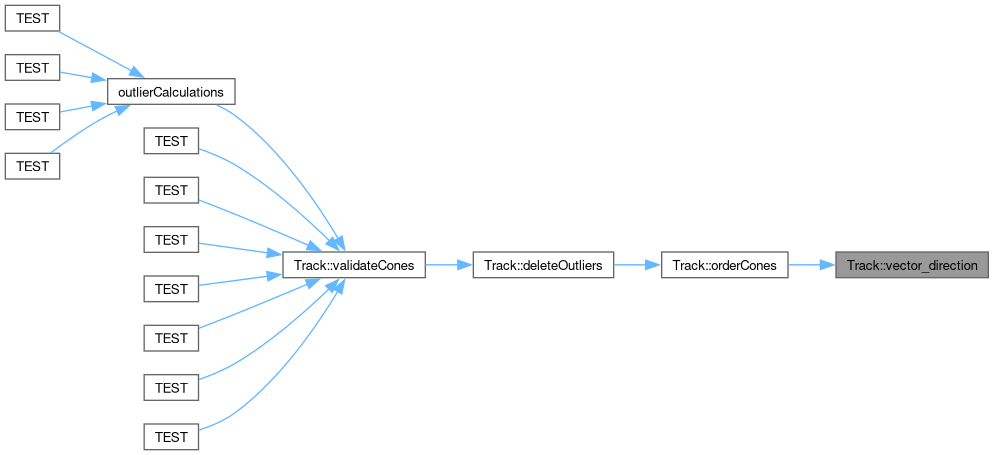 TEST
TEST
TEST
TEST
outlierCalculations
TEST
TEST
TEST
TEST
TEST
TEST
TEST
Track::validateCones
Track::deleteOutliers
Track::orderCones
Track::vector_direction